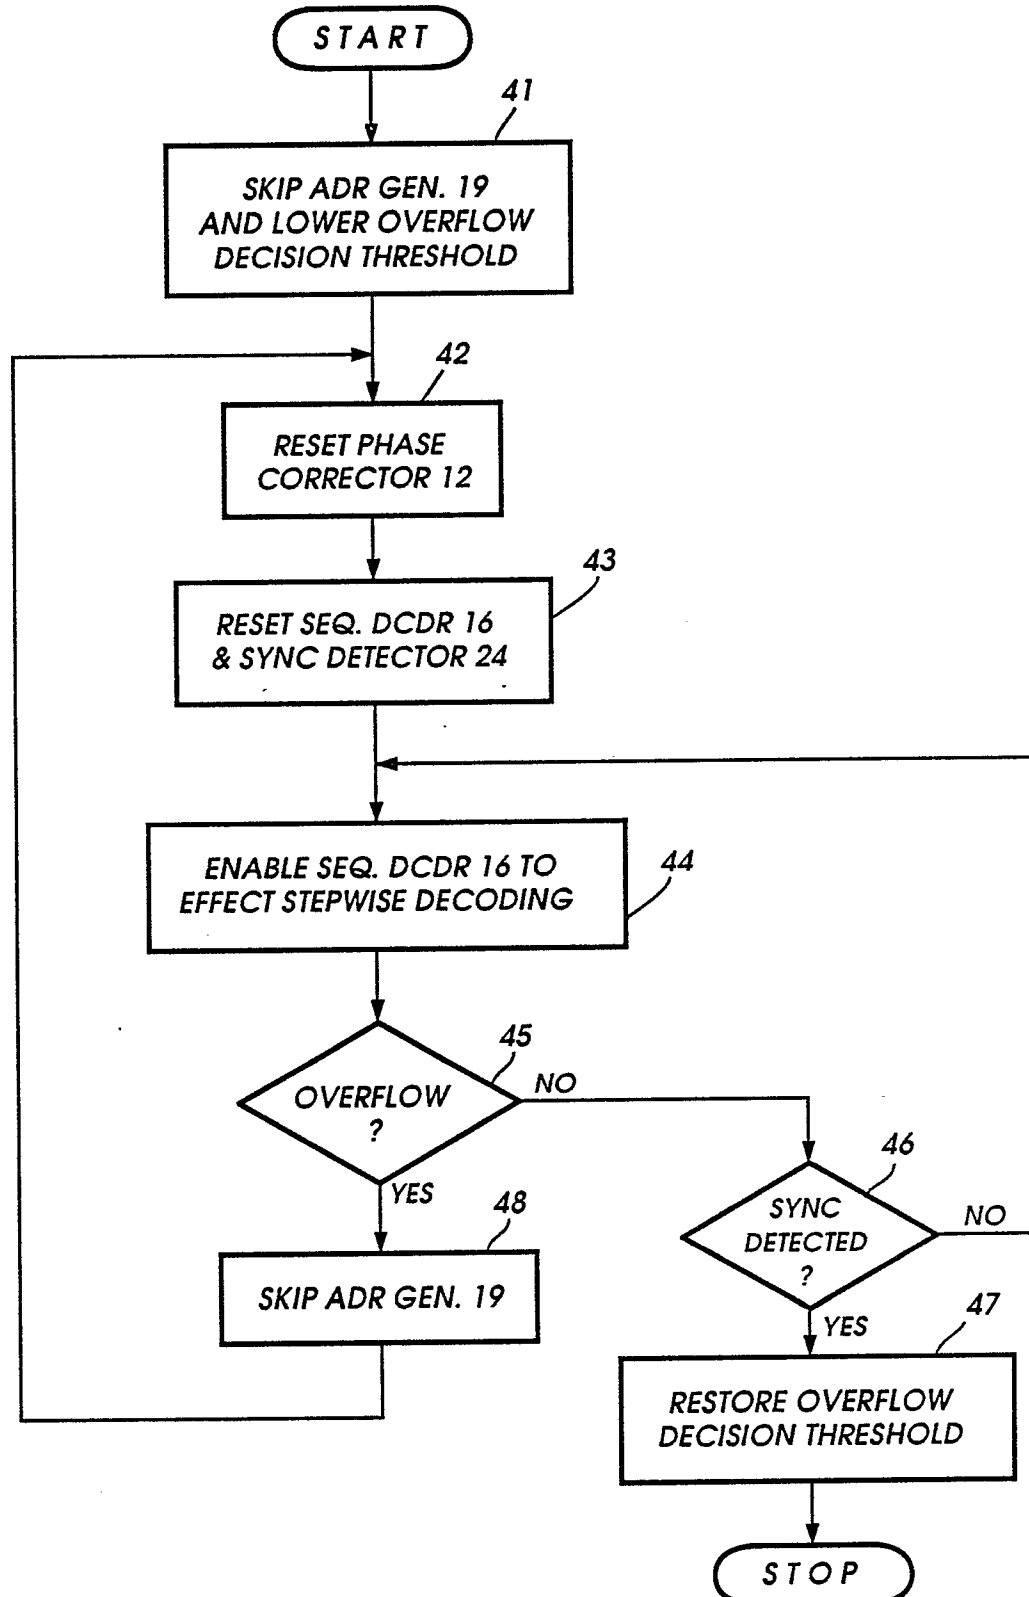 START
41
SKIP ADR GEN. 19
AND LOWER OVERFLOW
DECISION THRESHOLD
42
RESET PHASE
CORRECTOR 12
43
RESET SEQ. DCDR 16
& SYNC DETECTOR 24
44
ENABLE SEQ. DCDR 16 TO
EFFECT STEPWISE DECODING
45
OVERFLOW
?
NO
YES
46
SYNC
DETECTED
?
NO
YES
48
SKIP ADR GEN. 19
47
RESTORE OVERFLOW
DECISION THRESHOLD
STOP